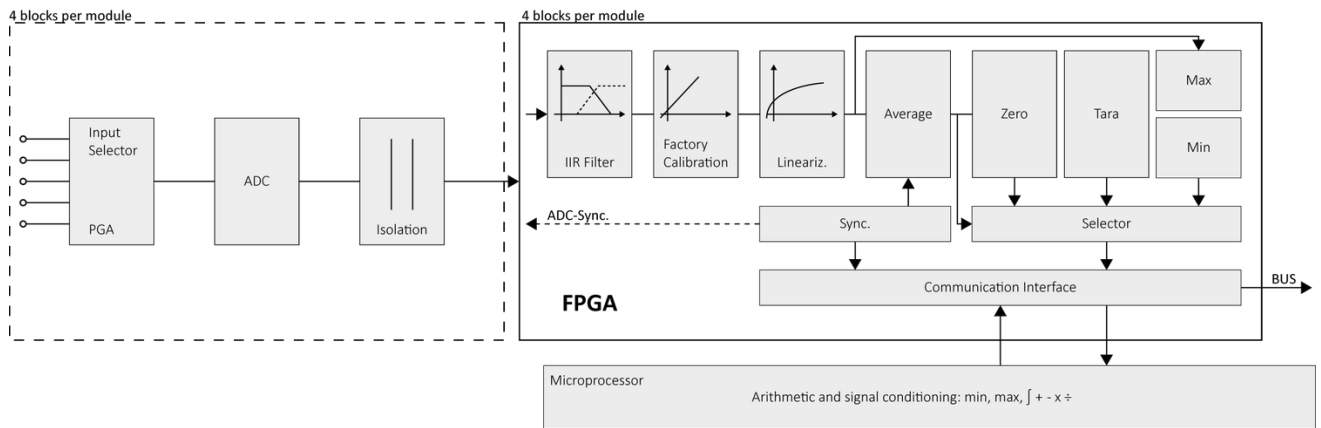 4 blocks per module
4 blocks per module
Input
Selector
PGA
ADC
Isolation
IIR Filter
Factory
Calibration
Lineariz.
Average
Zero
Tara
Max
Min
ADC-Sync.
Sync.
Selector
Communication Interface
BUS
FPGA
Microprocessor
Arithmetic and signal conditioning: min, max, ∫ + - x ÷